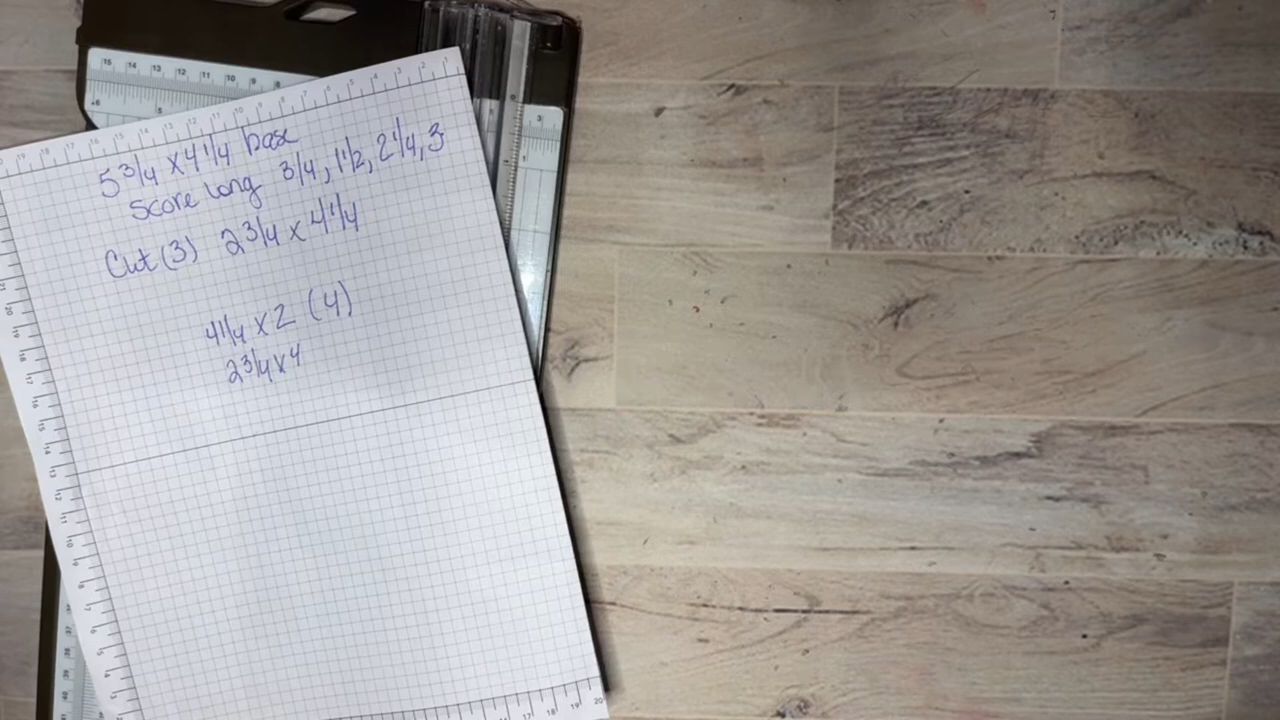 5 3/4 x 4 1/4 base
Score long 3/4, 1 1/2, 2 1/4, 3
Cut (3) 2 3/4 x 4 1/4
4 1/4 x 2 (4)
2 3/4 x 4